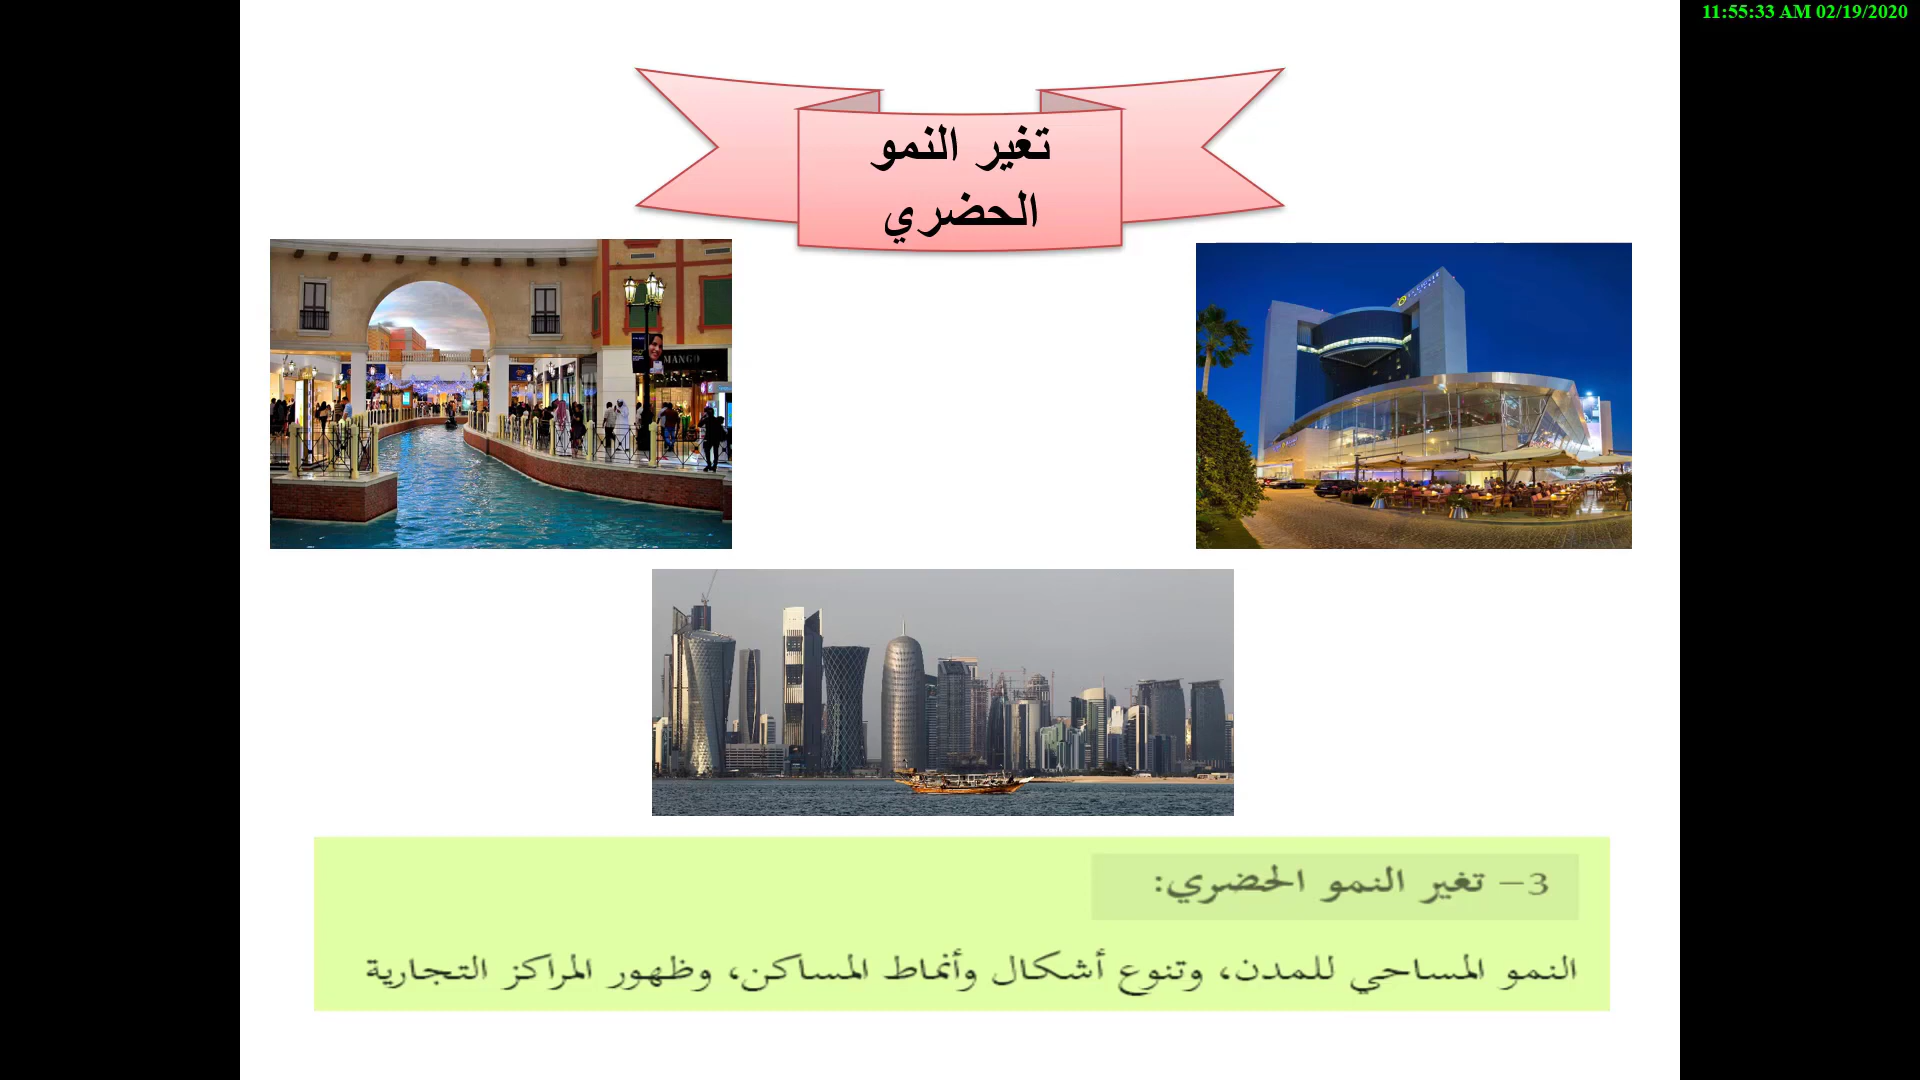 11:55:33 AM 02/19/2020
تغير النمو
الحضري
MANGO
3– تغير النمو الحضري:
النمو المساحي للمدن، وتنوع أشكال وأنماط المساكن، وظهور المراكز التجارية